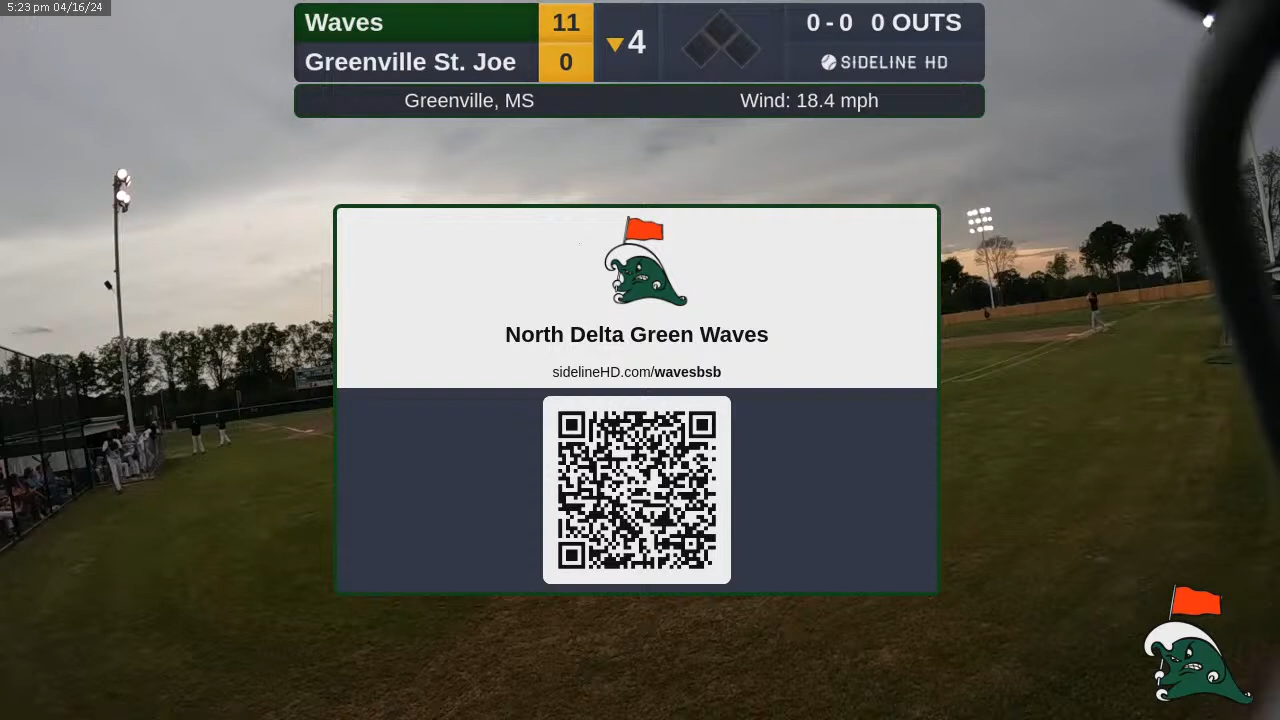 5:23 pm 04/16/24
Waves 11
Greenville St. Joe 0
4
0 - 0 0 OUTS
SIDELINE HD
Greenville, MS Wind: 18.4 mph
North Delta Green Waves
sidelineHD.com/wavesbsb